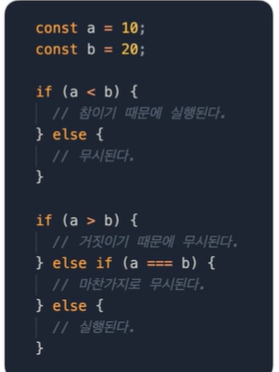 const a = 10;
const b = 20;
if (a < b) {
// 참이기 때문에 실행된다.
} else {
// 무시된다.
}
if (a > b) {
// 거짓이기 때문에 무시된다.
} else if (a === b) {
// 마찬가지로 무시된다.
} else {
// 실행된다.
}